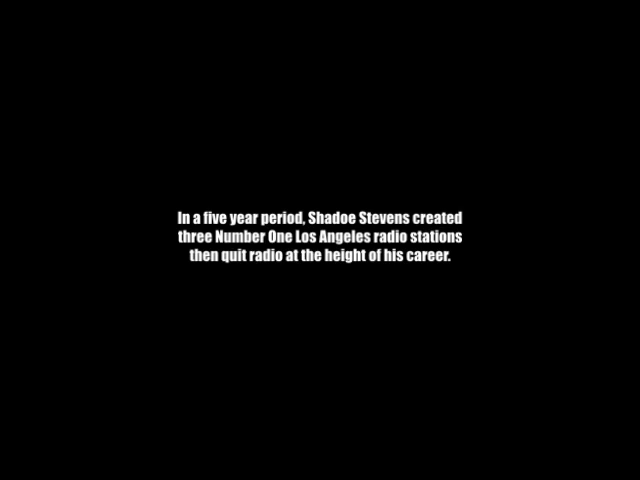 In a five year period, Shadoe Stevens created
three Number One Los Angeles radio stations
then quit radio at the height of his career.